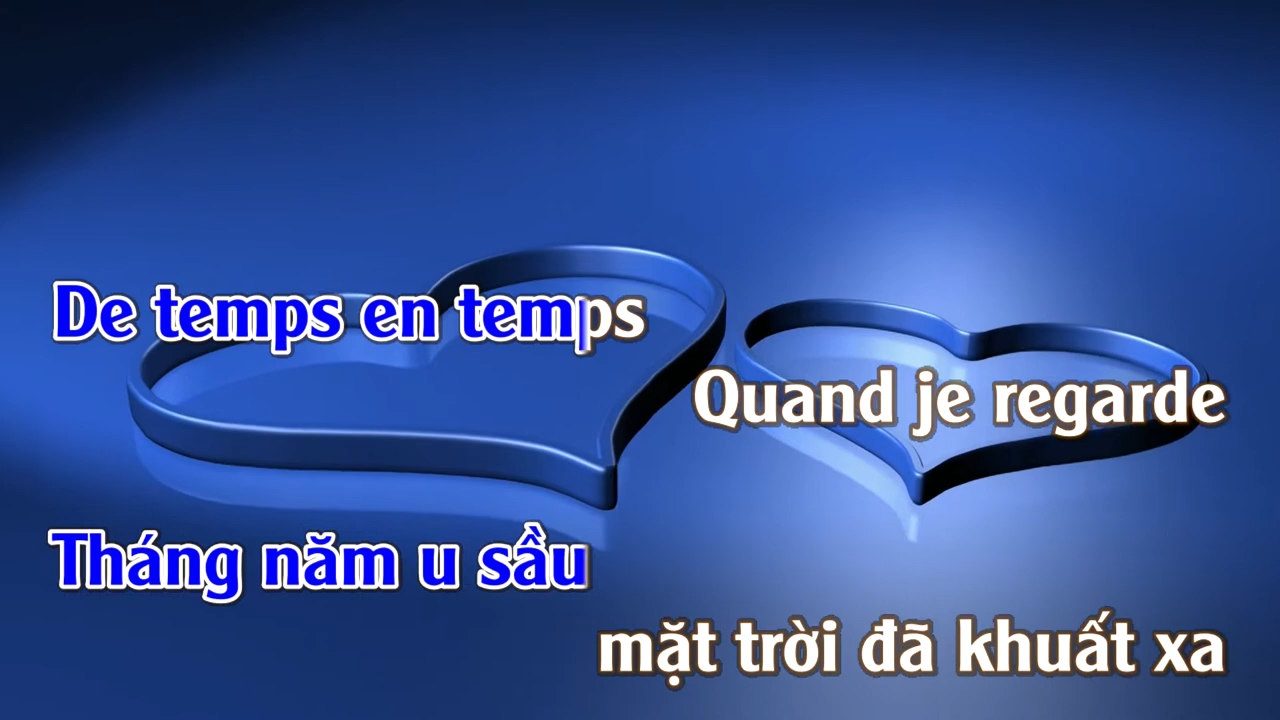 De temps en temps
Quand je regarde
Tháng năm u sầu
mặt trời đã khuất xa